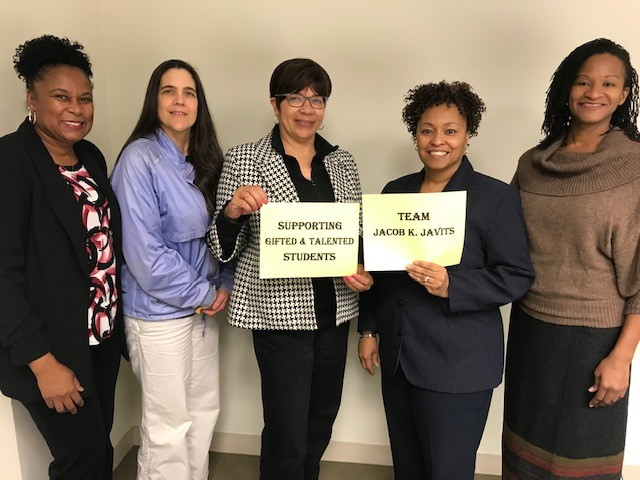 SUPPORTING
GIFTED & TALENTED
STUDENTS
TEAM
JACOB K. JAVITS